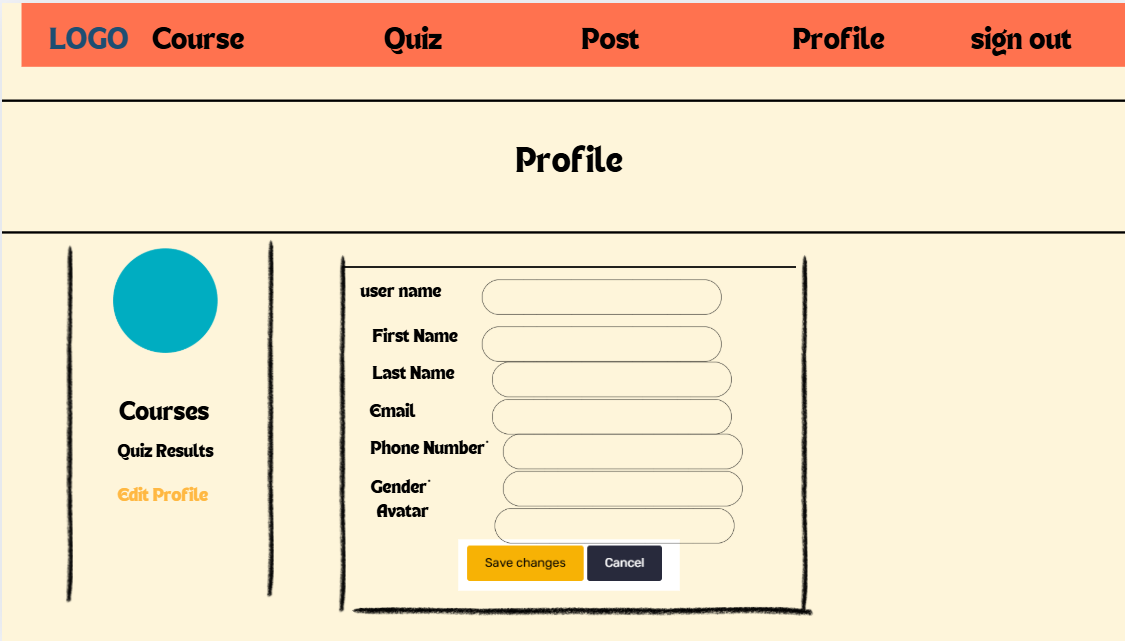 LOGO Course Quiz Post Profile sign out
Profile
Courses
Quiz Results
Edit Profile
user name
First Name
Last Name
Email
Phone Number*
Gender*
Avatar
Save changes Cancel